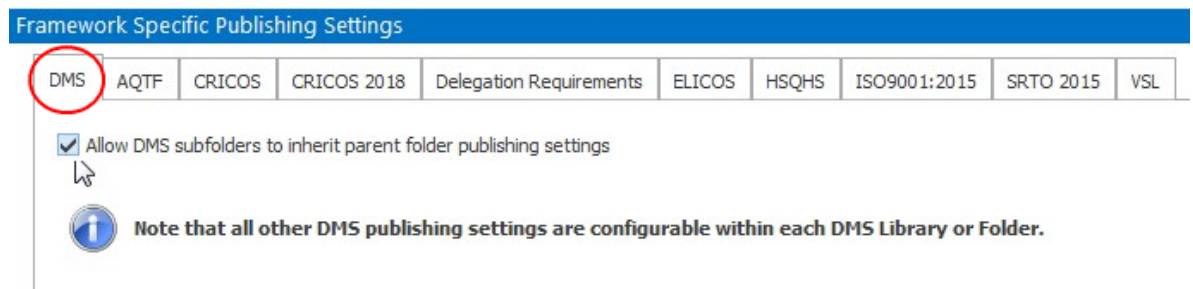 Framework Specific Publishing Settings
DMS AQTF CRICOS CRICOS 2018 Delegation Requirements ELICOS HSQHS ISO9001:2015 SRTO 2015 VSL
Allow DMS subfolders to inherit parent folder publishing settings
Note that all other DMS publishing settings are configurable within each DMS Library or Folder.